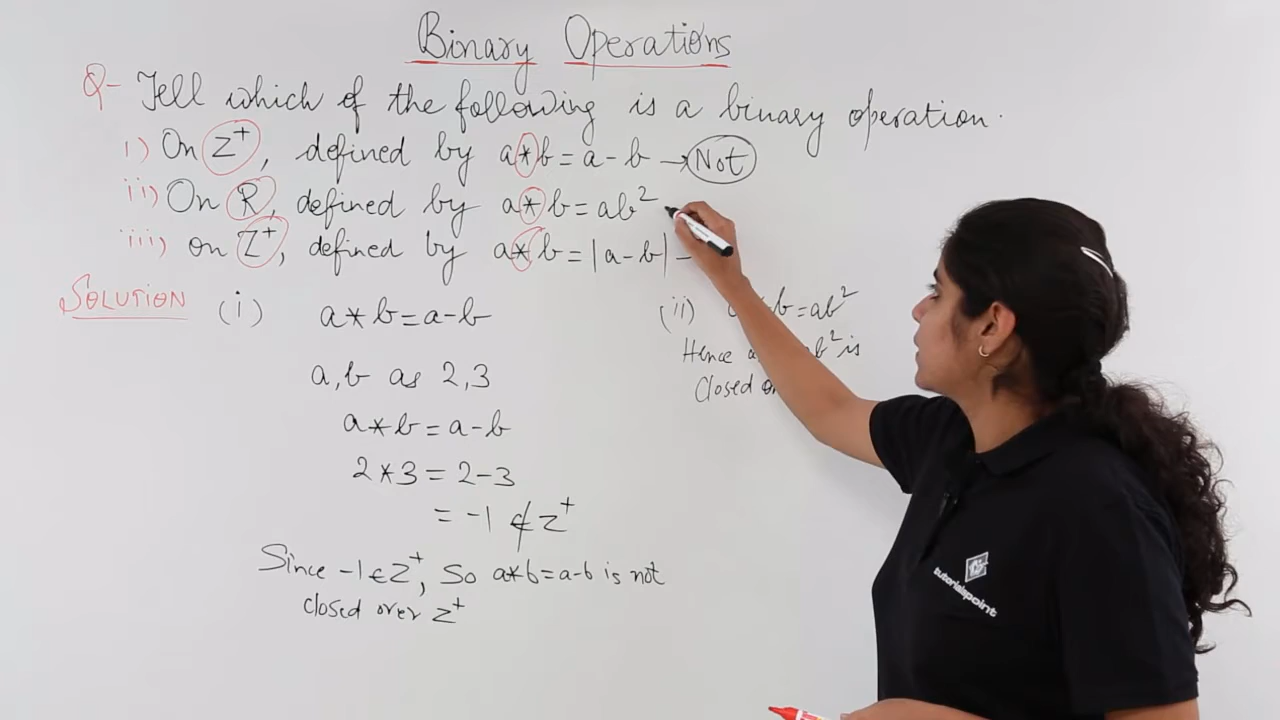 Binary Operations
Q- Tell which of the following is a binary operation.
i) On Z⁺, defined by a*b=a-b → Not
ii) On R, defined by a*b=ab²
iii) on Z⁺, defined by a*b=|a-b| -
SOLUTION (i) a*b=a-b
a,b as 2,3
a*b=a-b
2*3=2-3
= -1 ∉ Z⁺
Since -1∈Z⁺, So a*b=a-b is not
closed over Z⁺
(ii) b=ab²
Hence b² is
Closed
tutorialspoint